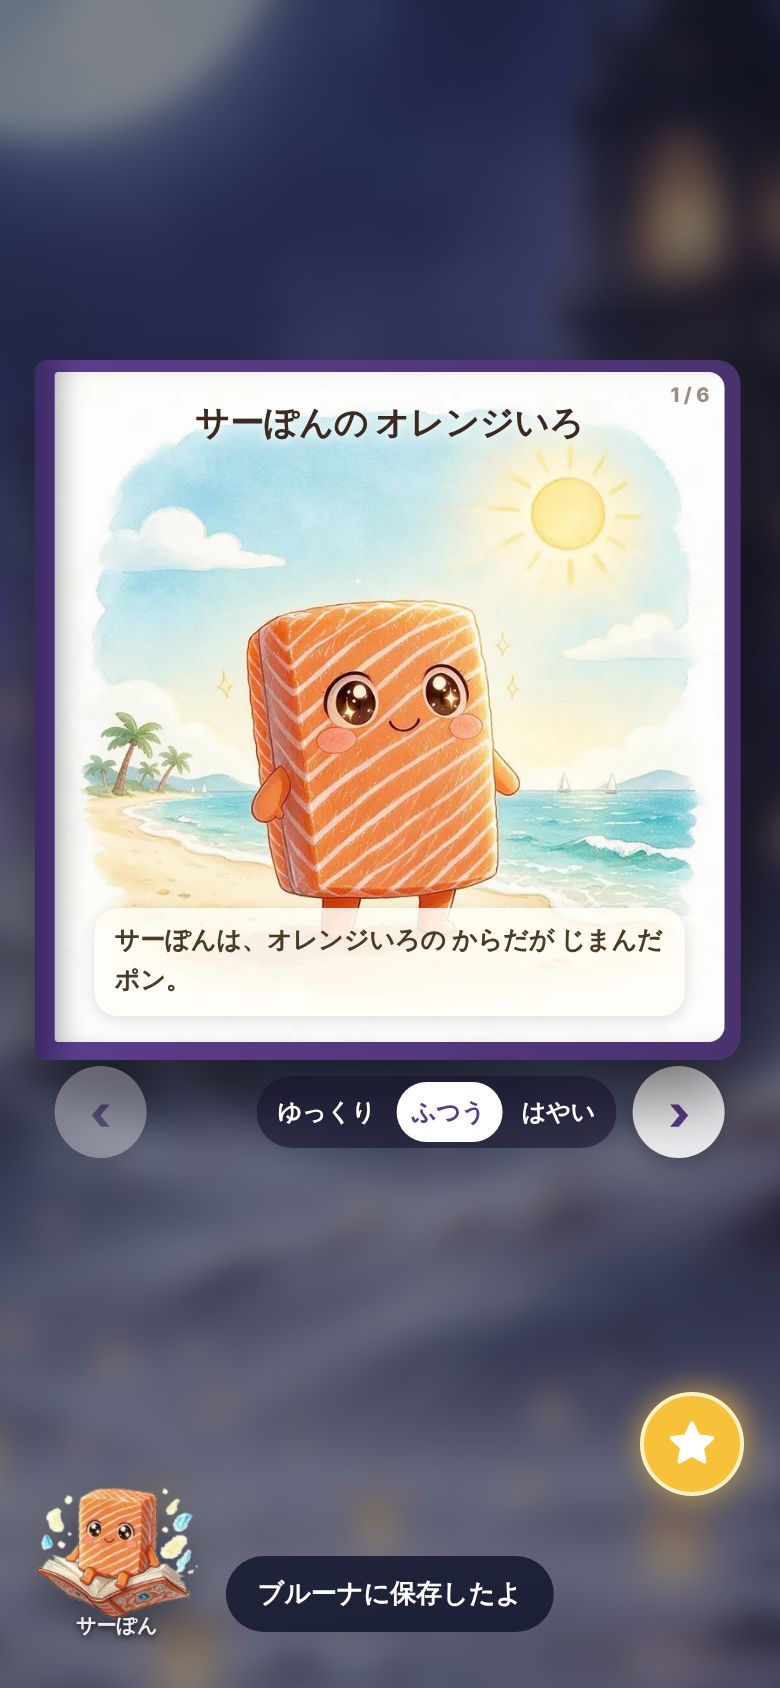 1 / 6
サーぽんの オレンジいろ
サーぽんは、オレンジいろの からだが じまんだ
ポン。
ゆっくり ふつう はやい
サーぽん
ブルーナに保存したよ